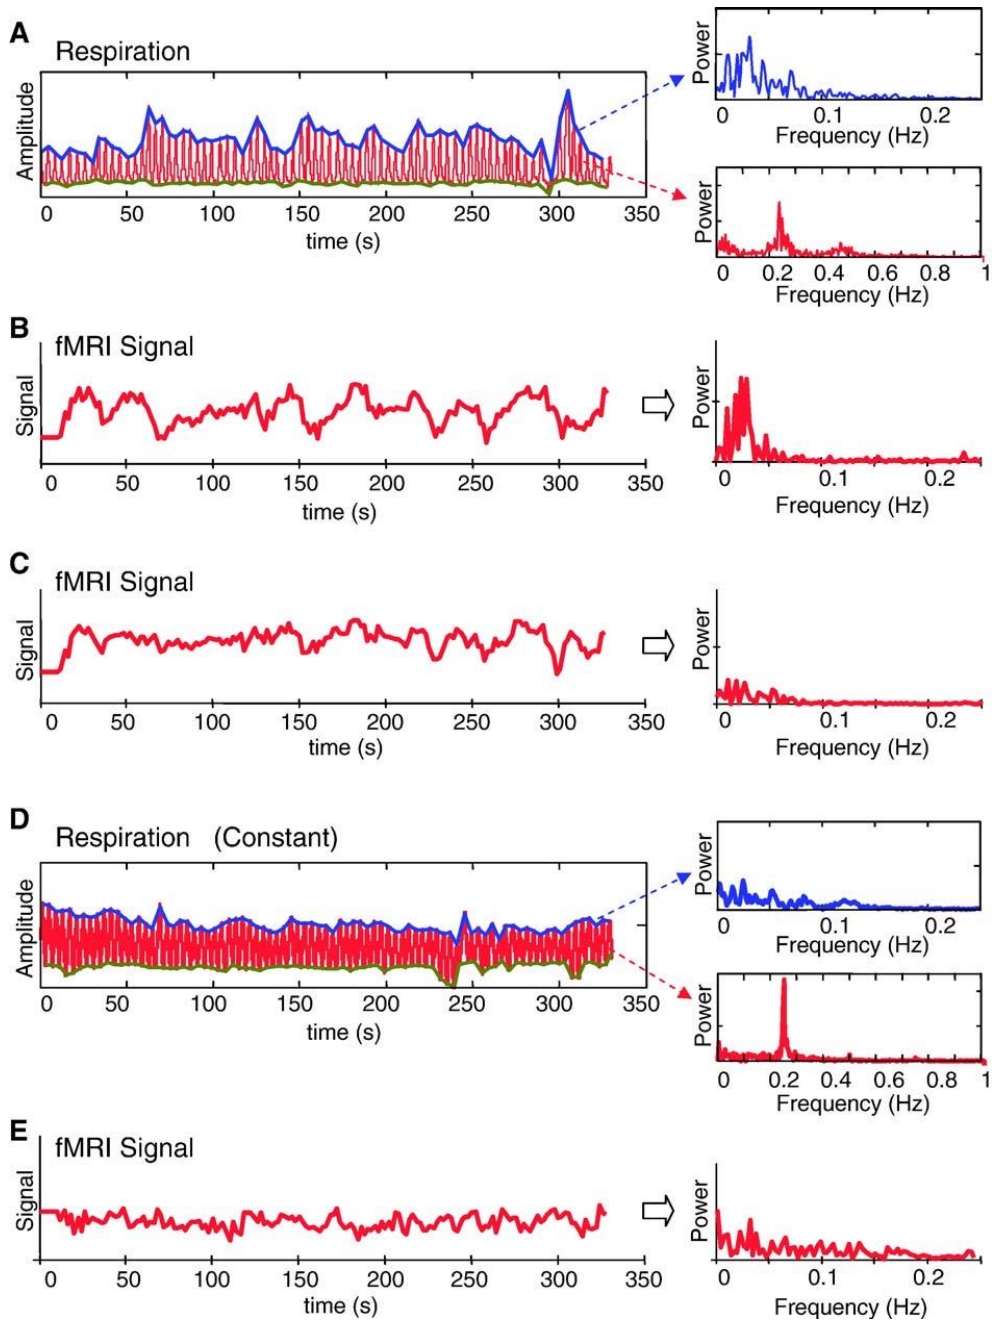 A
Respiration
Amplitude
0 50 100 150 200 250 300 350
time (s)
Power
0 0.1 0.2
Frequency (Hz)
Power
0 0.2 0.4 0.6 0.8 1
Frequency (Hz)
B
fMRI Signal
Signal
0 50 100 150 200 250 300 350
time (s)
Power
0 0.1 0.2
Frequency (Hz)
C
fMRI Signal
Signal
0 50 100 150 200 250 300 350
time (s)
Power
0 0.1 0.2
Frequency (Hz)
D
Respiration (Constant)
Amplitude
0 50 100 150 200 250 300 350
time (s)
Power
0 0.1 0.2
Frequency (Hz)
Power
0 0.2 0.4 0.6 0.8 1
Frequency (Hz)
E
fMRI Signal
Signal
0 50 100 150 200 250 300 350
time (s)
Power
0 0.1 0.2
Frequency (Hz)